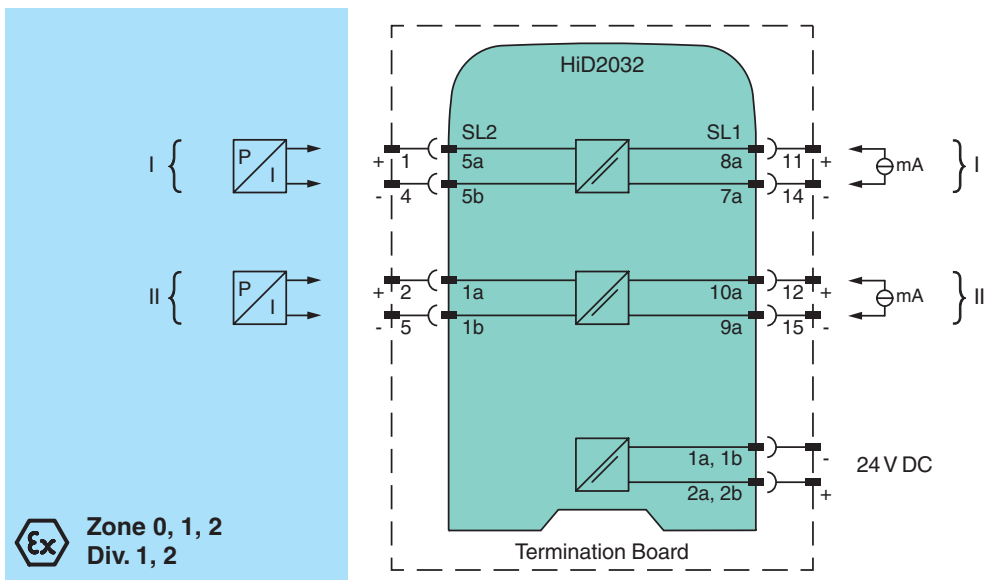 HiD2032
SL2 SL1
I { P I + 1 5a 8a 11 + mA } I
- 4 5b 7a 14 -
II { P I + 2 1a 10a 12 + mA } II
- 5 1b 9a 15 -
1a, 1b -
24 V DC
2a, 2b +
Ex Zone 0, 1, 2
Div. 1, 2
Termination Board